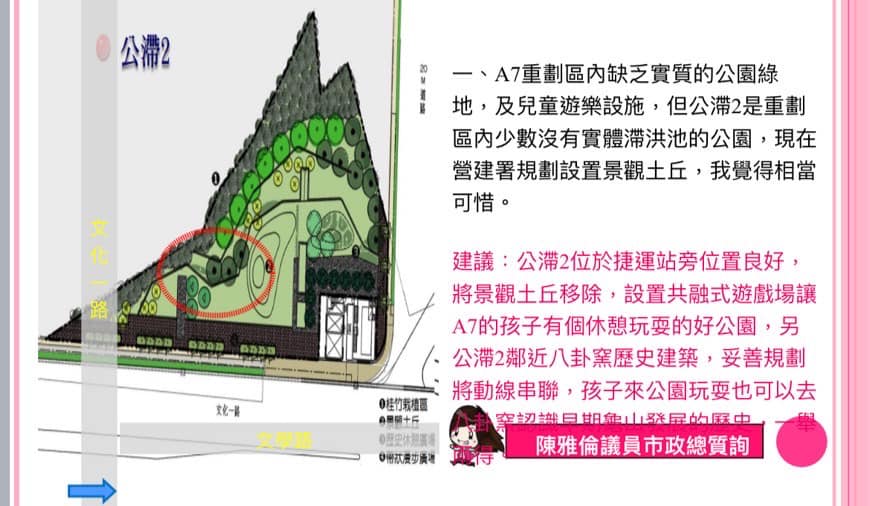 公滯2
20M道路
❶
❷
❸
❹
文化一路
文化一路
文學路
❶桂竹栽植區
❷景觀土丘
❸歷史休憩廣場
❹帶狀漫步廣場
一、A7重劃區內缺乏實質的公園綠
地，及兒童遊樂設施，但公滯2是重劃
區內少數沒有實體滯洪池的公園，現在
營建署規劃設置景觀土丘，我覺得相當
可惜。
建議：公滯2位於捷運站旁位置良好，
將景觀土丘移除，設置共融式遊戲場讓
A7的孩子有個休憩玩耍的好公園，另
公滯2鄰近八卦窯歷史建築，妥善規劃
將動線串聯，孩子來公園玩耍也可以去
八卦窯認識早期龜山發展的歷史，一舉
得
陳雅倫議員市政總質詢